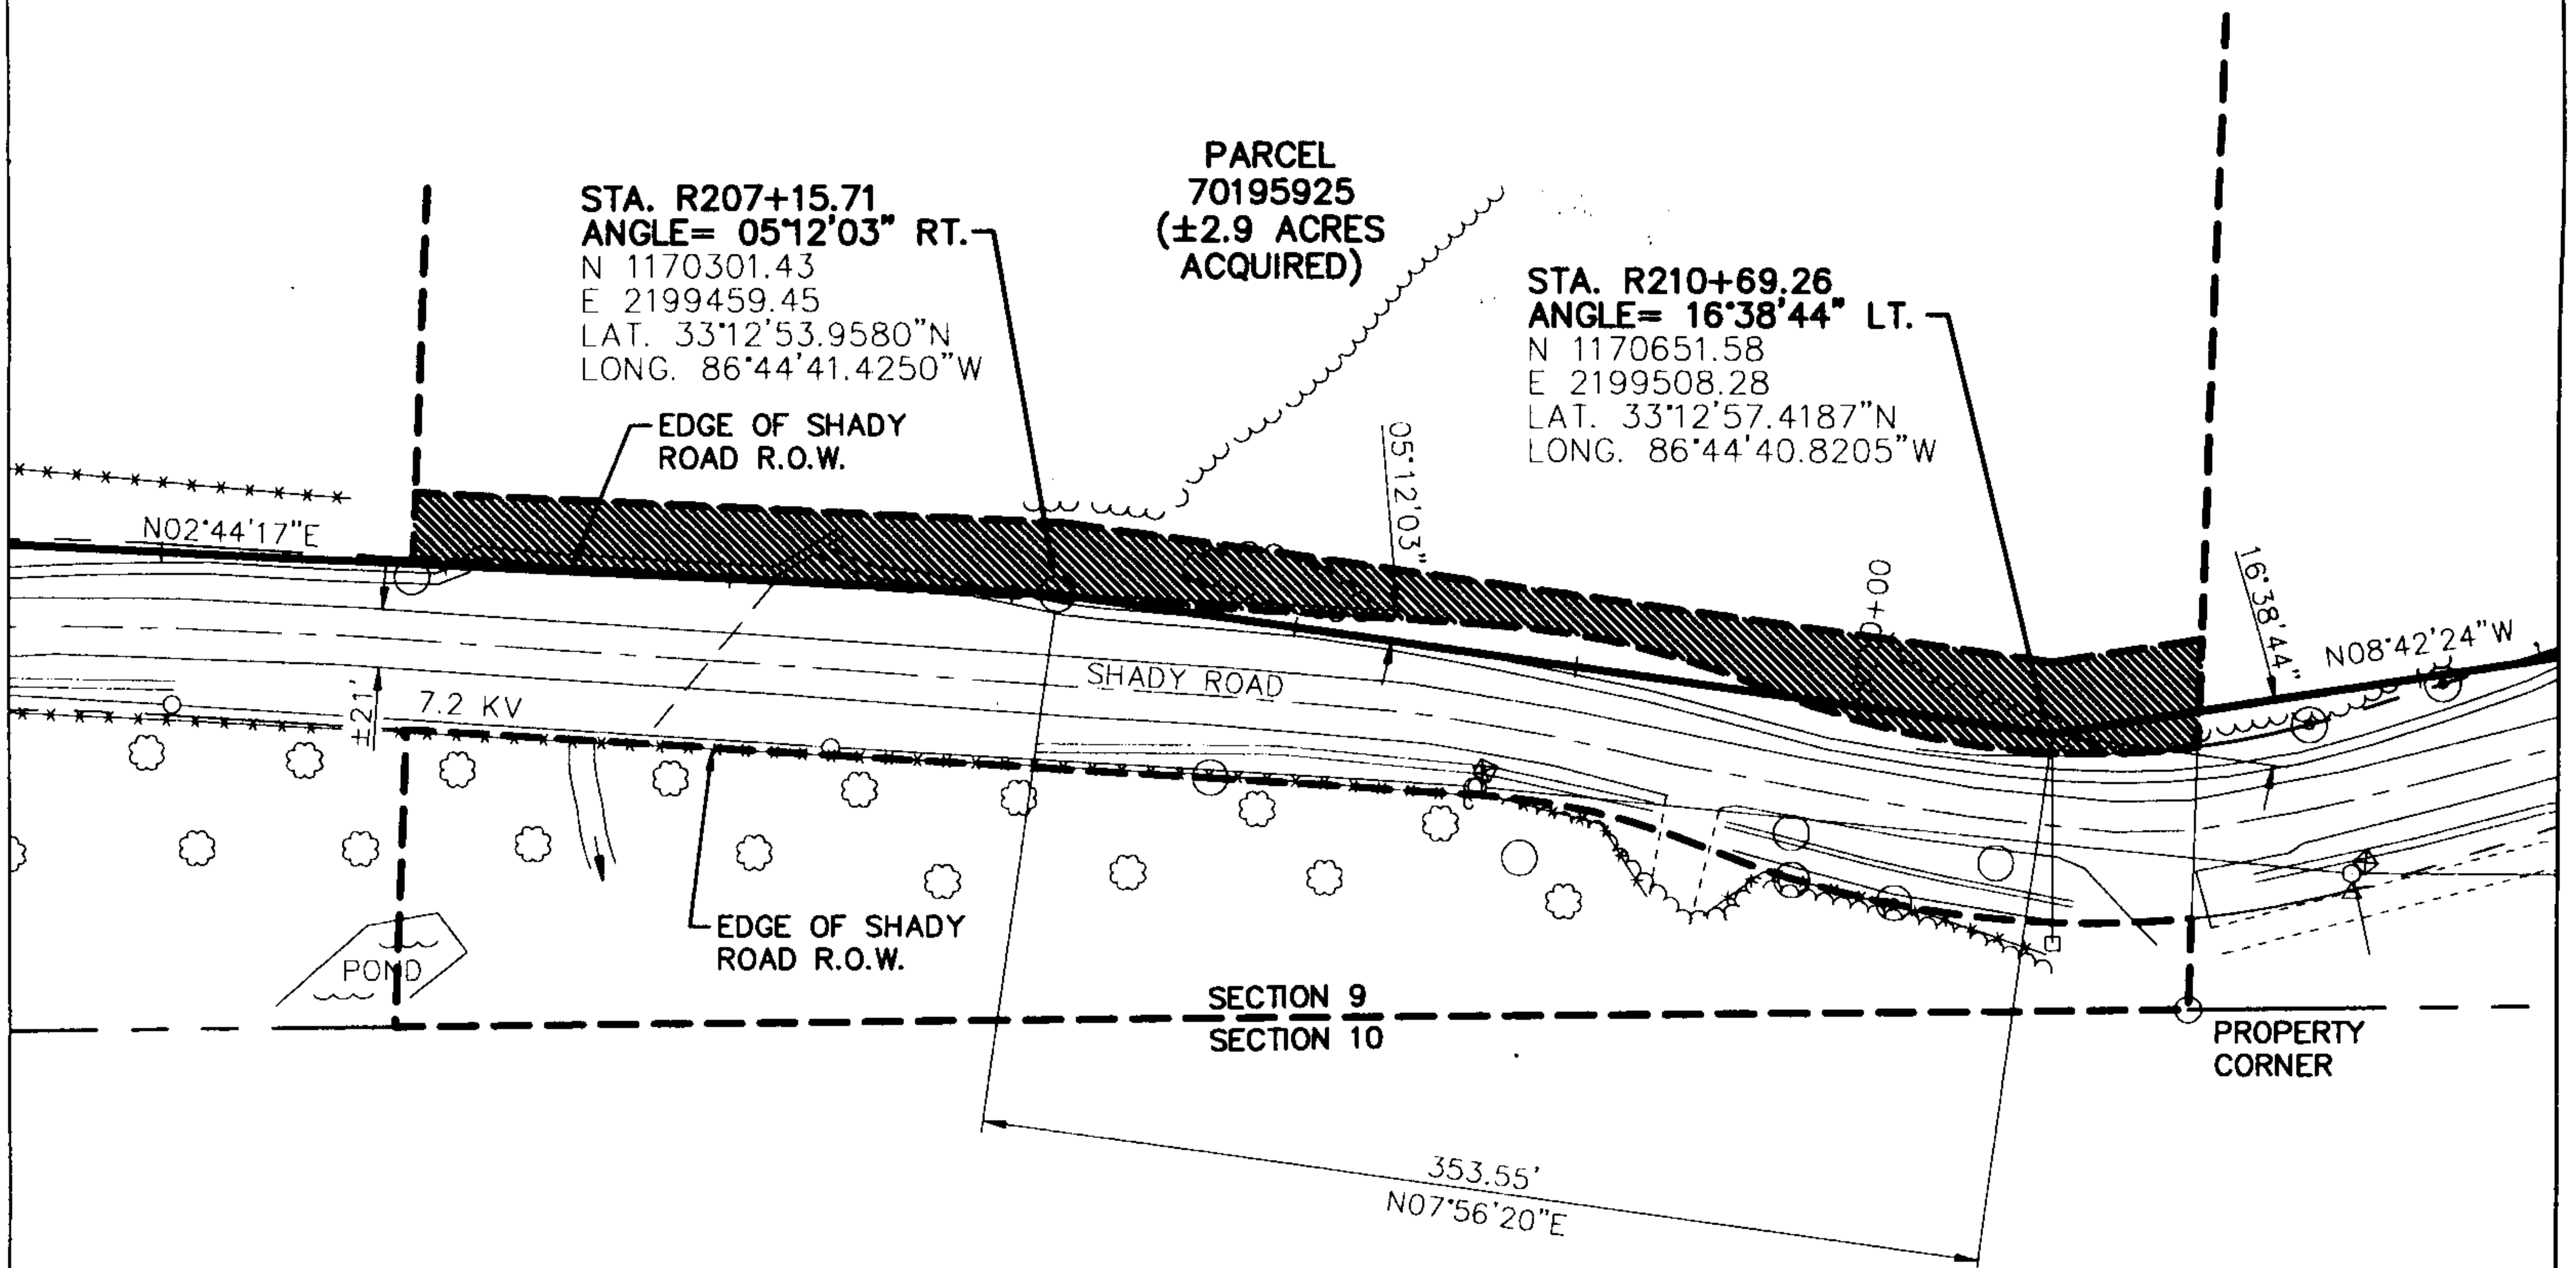 PARCEL
70195925
(±2.9 ACRES
ACQUIRED)
STA. R207+15.71
ANGLE= 05°12'03" RT.
N 1170301.43
E 2199459.45
LAT. 33°12'53.9580"N
LONG. 86°44'41.4250"W
STA. R210+69.26
ANGLE= 16°38'44" LT.
N 1170651.58
E 2199508.28
LAT. 33°12'57.4187"N
LONG. 86°44'40.8205"W
EDGE OF SHADY
ROAD R.O.W.
05°12'03"
N02°44'17"E
16°38'44"
N08°42'24"W
SHADY ROAD
7.2 KV
±21'
EDGE OF SHADY
ROAD R.O.W.
POND
SECTION 9
SECTION 10
PROPERTY
CORNER
353.55'
N07°56'20"E